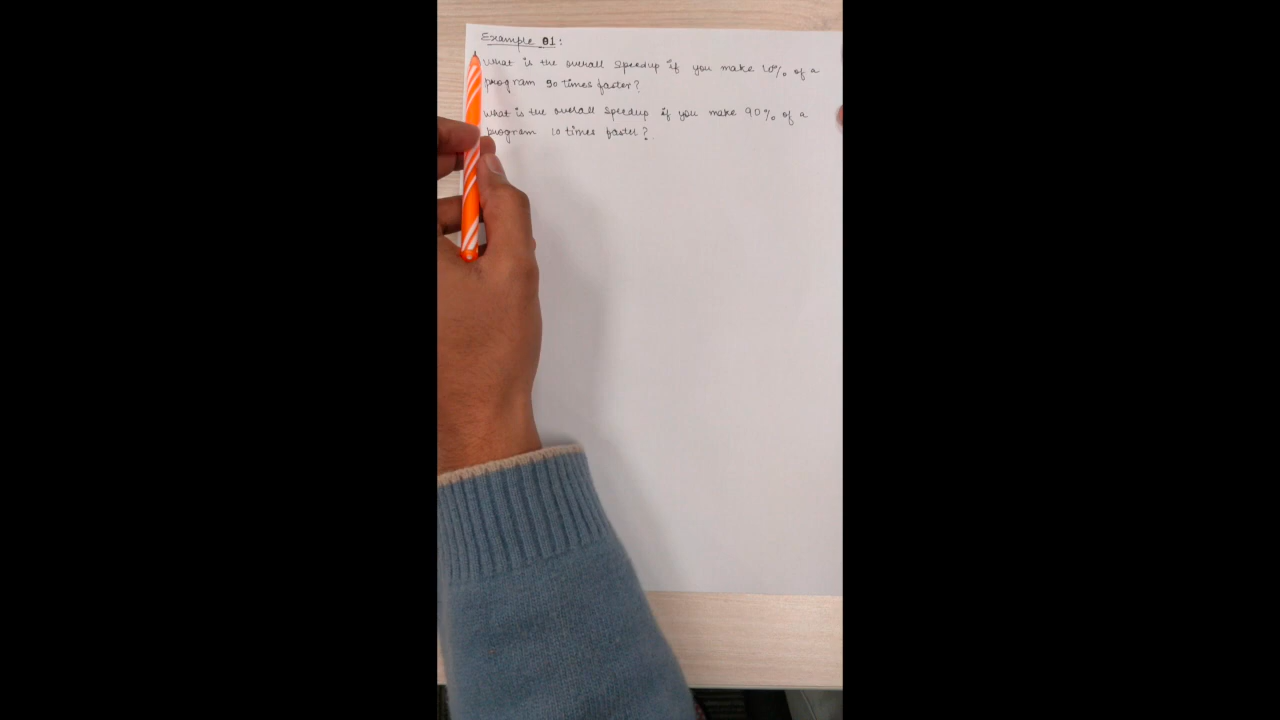 Example 01:
What is the overall speedup if you make 10% of a
program 90 times faster?
What is the overall speedup if you make 90% of a
program 10 times faster?